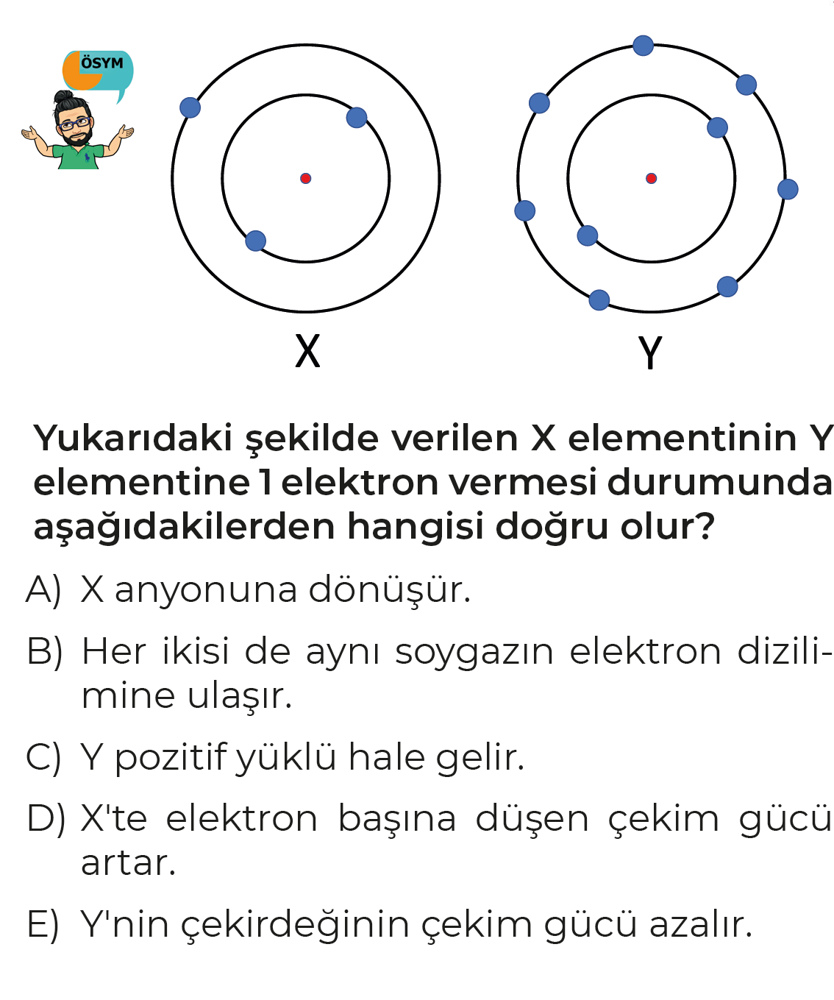 ÖSYM
X
Y
Yukarıdaki şekilde verilen X elementinin Y
elementine 1 elektron vermesi durumunda
aşağıdakilerden hangisi doğru olur?
A) X anyonuna dönüşür.
B) Her ikisi de aynı soygazın elektron dizili-
mine ulaşır.
C) Y pozitif yüklü hale gelir.
D) X'te elektron başına düşen çekim gücü
artar.
E) Y'nin çekirdeğinin çekim gücü azalır.